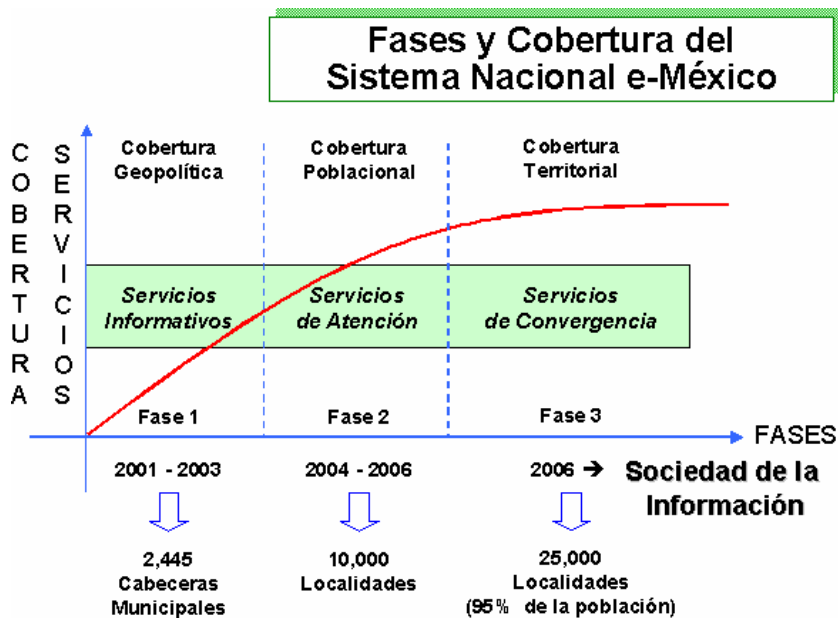 Fases y Cobertura del
Sistema Nacional e-México
COBERTURA
SERVICIOS
Cobertura
Geopolítica
Cobertura
Poblacional
Cobertura
Territorial
Servicios
Informativos
Servicios
de Atención
Servicios
de Convergencia
Fase 1
Fase 2
Fase 3
FASES
2001 - 2003
2004 - 2006
2006 ➔
Sociedad de la
Información
2,445
Cabeceras
Municipales
10,000
Localidades
25,000
Localidades
(95% de la población)